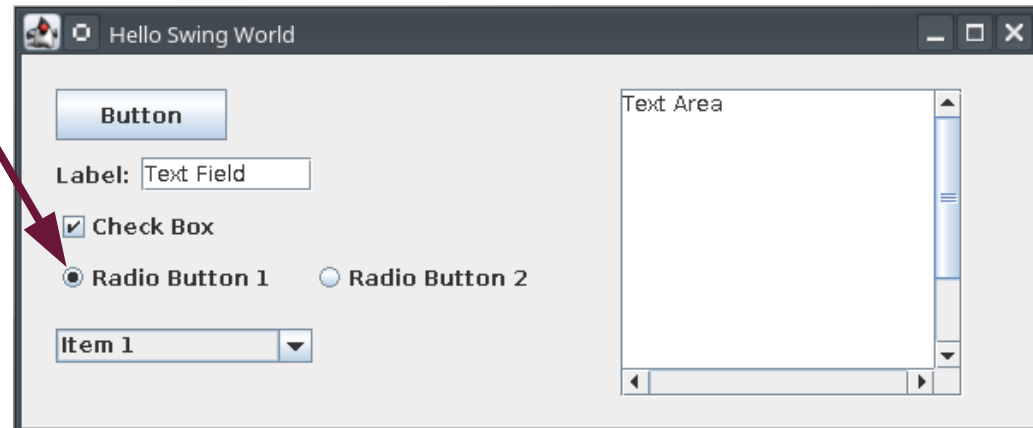 Hello Swing World
Button
Label: Text Field
Check Box
Radio Button 1 Radio Button 2
Item 1
Text Area